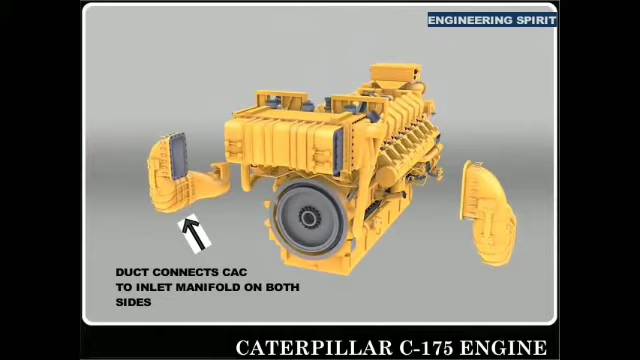 ENGINEERING SPIRIT
DUCT CONNECTS CAC
TO INLET MANIFOLD ON BOTH
SIDES
CATERPILLAR C-175 ENGINE